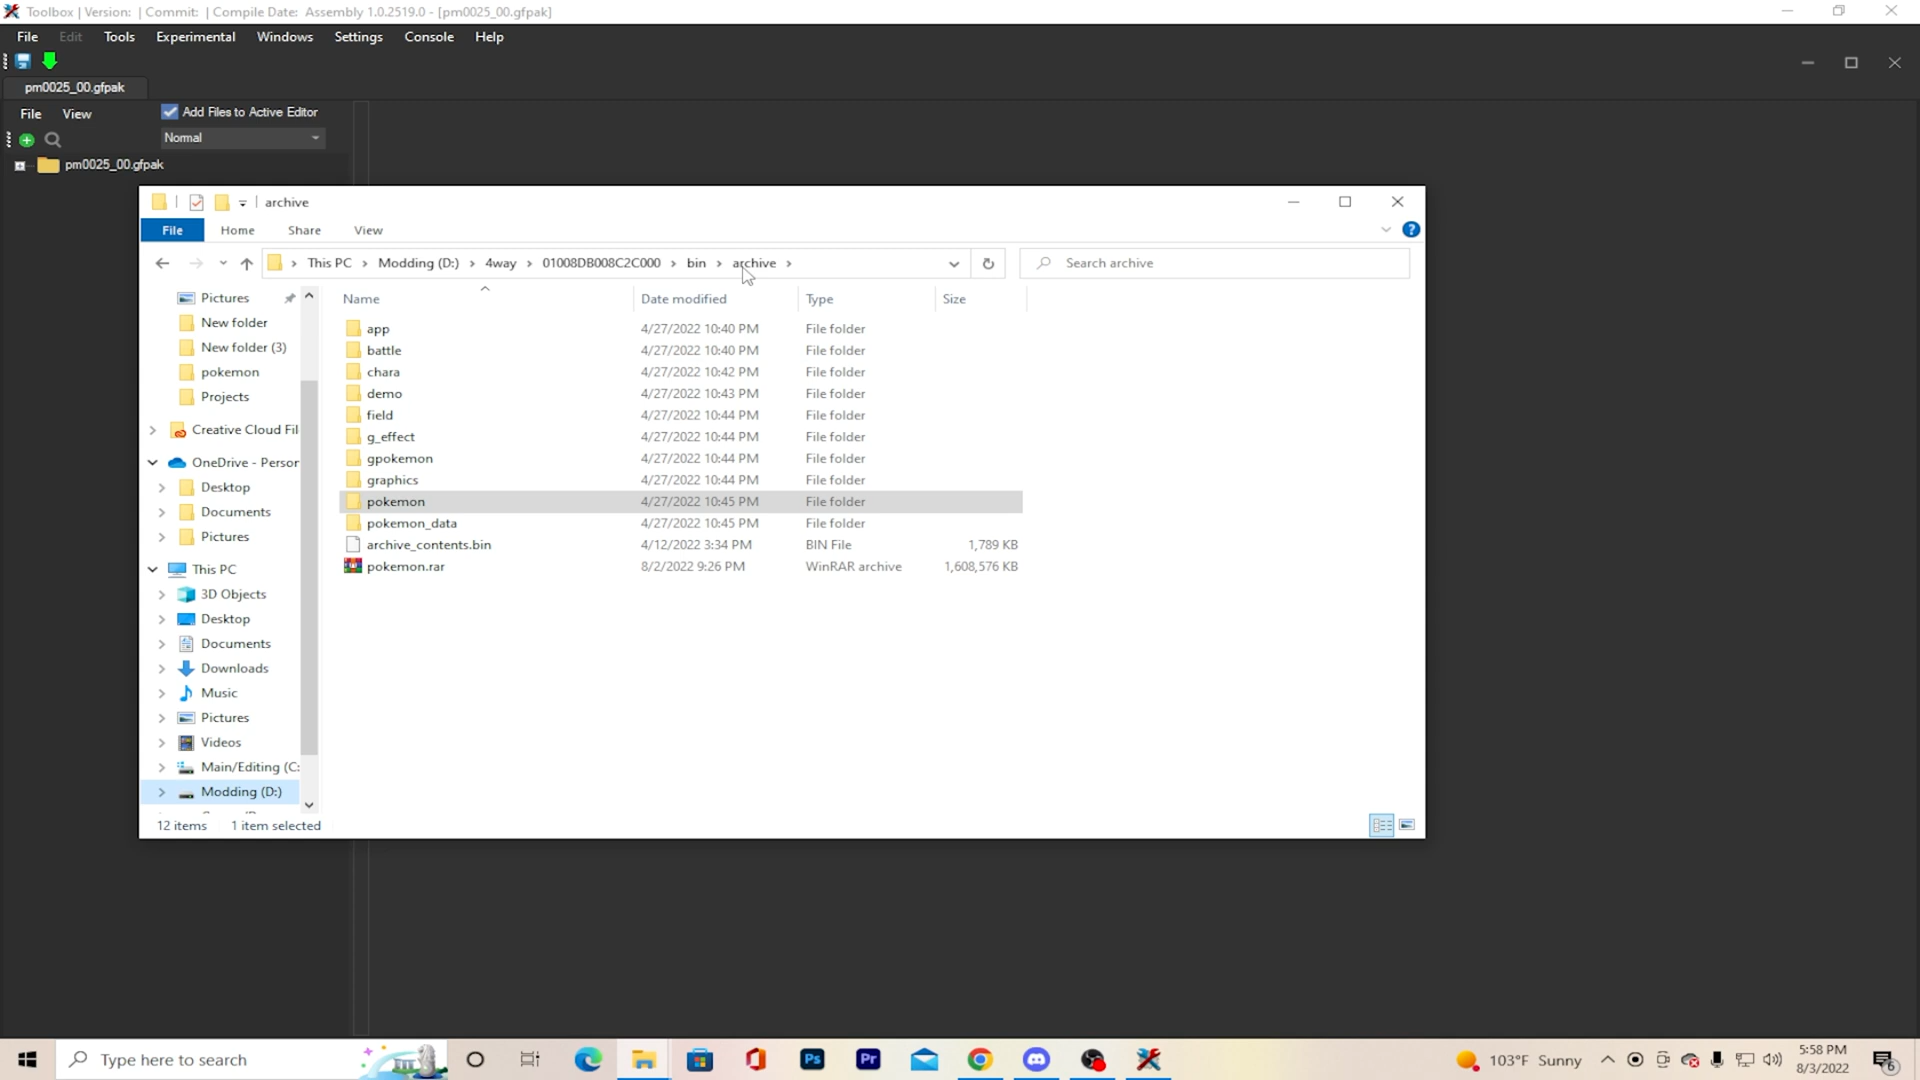 Toolbox | Version: | Commit: | Compile Date: Assembly 1.0.2519.0 - [pm0025_00.gfpak]
File Edit Tools Experimental Windows Settings Console Help
pm0025_00.gfpak
File View Add Files to Active Editor
Normal
pm0025_00.gfpak
archive
File Home Share View
This PC > Modding (D:) > 4way > 01008DB008C2C000 > bin > archive >
Search archive
Pictures
New folder
New folder (3)
pokemon
Projects
Creative Cloud Fil
OneDrive - Person
Desktop
Documents
Pictures
This PC
3D Objects
Desktop
Documents
Downloads
Music
Pictures
Videos
Main/Editing (C:
Modding (D:)
Name Date modified Type Size
app 4/27/2022 10:40 PM File folder
battle 4/27/2022 10:40 PM File folder
chara 4/27/2022 10:42 PM File folder
demo 4/27/2022 10:43 PM File folder
field 4/27/2022 10:44 PM File folder
g_effect 4/27/2022 10:44 PM File folder
gpokemon 4/27/2022 10:44 PM File folder
graphics 4/27/2022 10:44 PM File folder
pokemon 4/27/2022 10:45 PM File folder
pokemon_data 4/27/2022 10:45 PM File folder
archive_contents.bin 4/12/2022 3:34 PM BIN File 1,789 KB
pokemon.rar 8/2/2022 9:26 PM WinRAR archive 1,608,576 KB
12 items 1 item selected
Type here to search
Ps
Pr
103°F Sunny
5:58 PM
8/3/2022
6